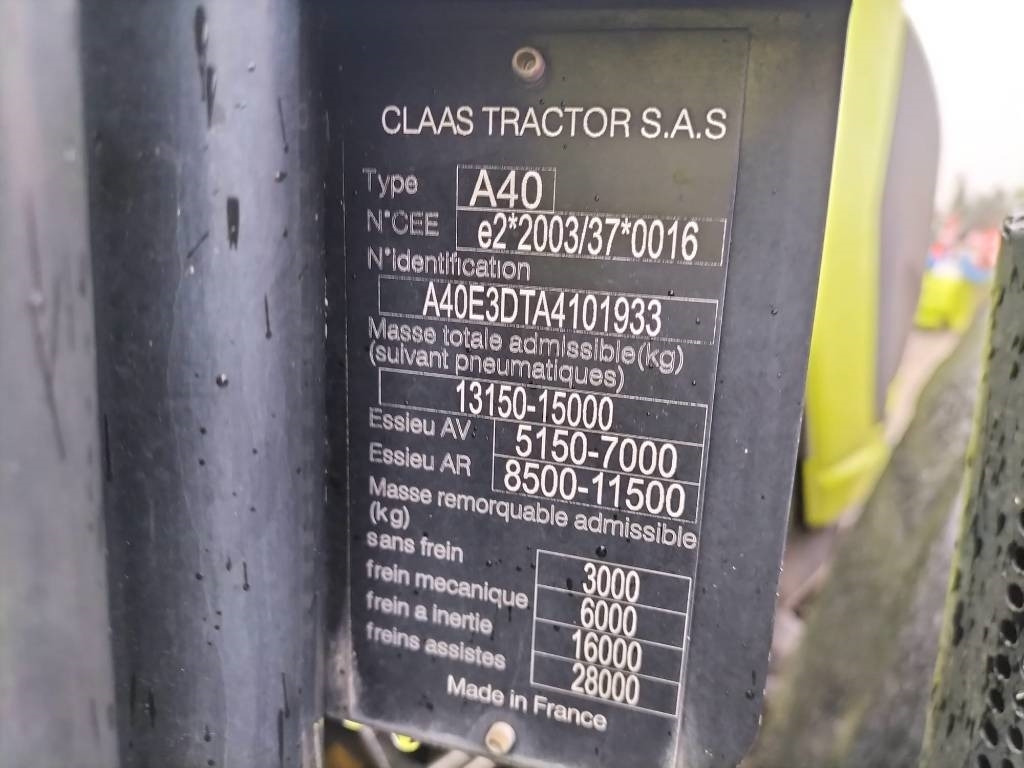 CLAAS TRACTOR S.A.S
Type A40
N°CEE e2*2003/37*0016
N°identification
A40E3DTA4101933
Masse totale admissible(kg)
(suivant pneumatiques)
13150-15000
Essieu AV 5150-7000
Essieu AR 8500-11500
Masse remorquable admissible
(kg)
sans frein 3000
frein mecanique 6000
frein a inertie 16000
freins assistes 28000
Made in France